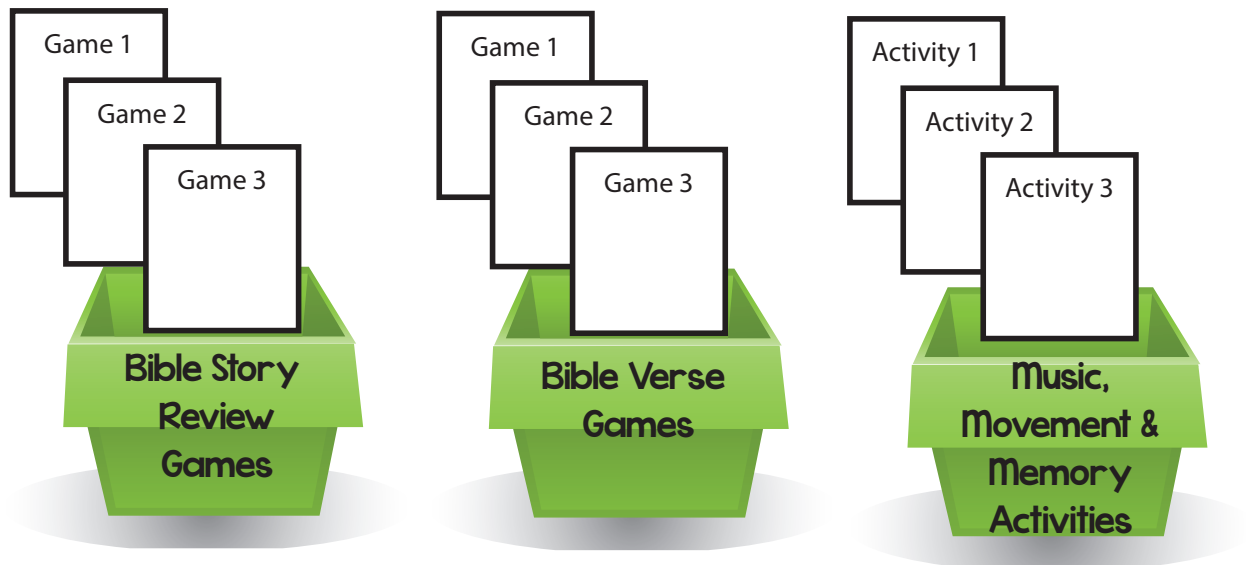 Game 1
Game 2
Game 3
Bible Story
Review
Games
Game 1
Game 2
Game 3
Bible Verse
Games
Activity 1
Activity 2
Activity 3
Music,
Movement &
Memory
Activities